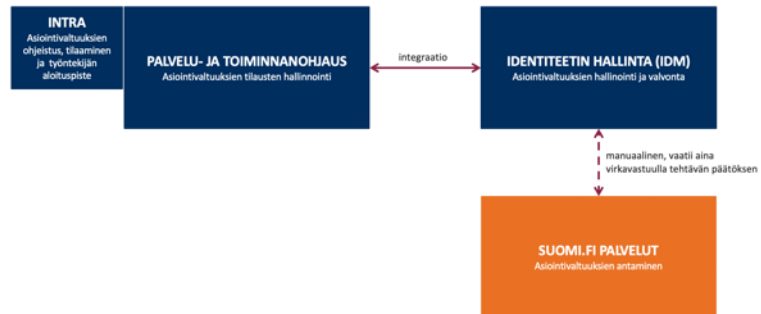 INTRA
Asiointivaltuuksien
ohjeistus, tilaaminen
ja työntekijän
aloituspiste
PALVELU- JA TOIMINNANOHJAUS
Asiointivaltuuksien tilausten hallinnointi
integraatio
IDENTITEETIN HALLINTA (IDM)
Asiointivaltuuksien hallinointi ja valvonta
manuaalinen, vaatii aina
virkavastuulla tehtävän päätöksen
SUOMI.FI PALVELUT
Asiointivaltuuksien antaminen